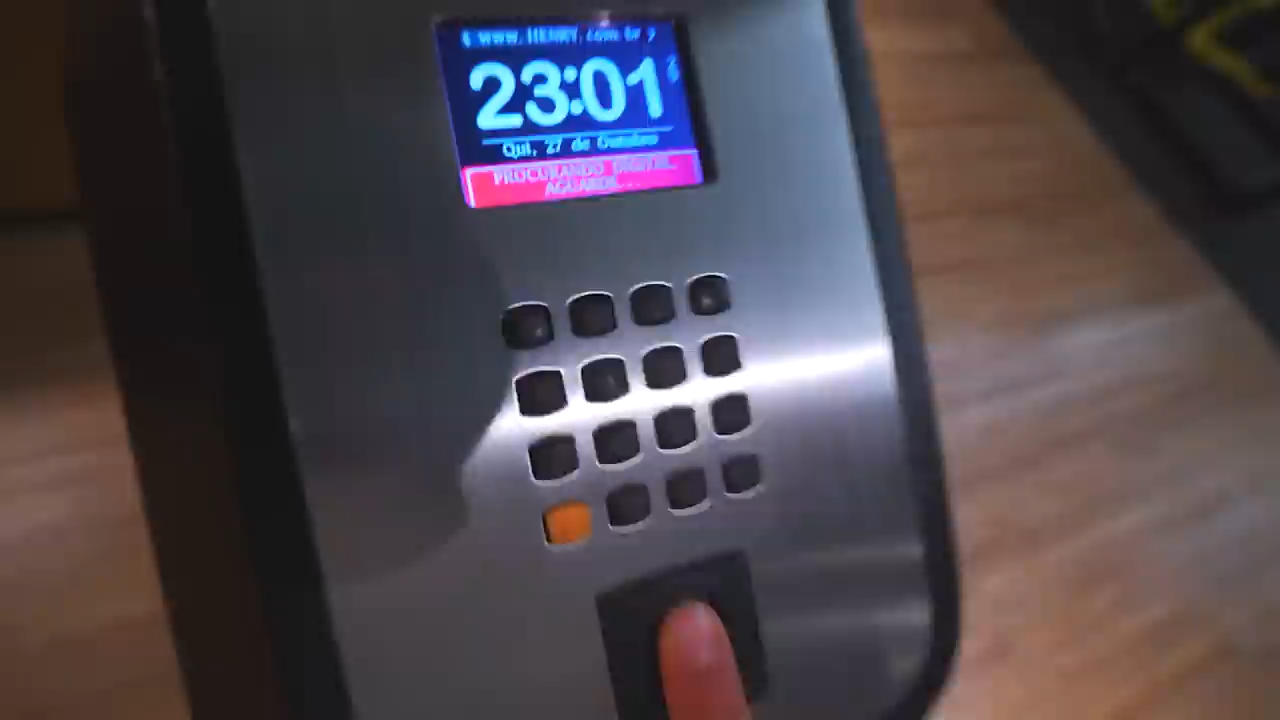 www.HENRY.com.br
23:01
Qui, 27 de Outubro
PROCURANDO DIGITAL
AGUARDE...